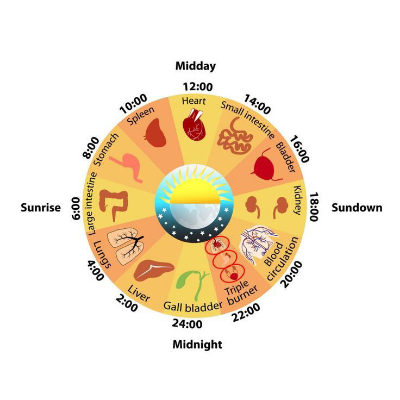 Midday
12:00
Heart
14:00
Small intestine
16:00
Bladder
18:00
Kidney
Sundown
20:00
Blood
circulation
22:00
Triple
burner
24:00
Gall bladder
Midnight
2:00
Liver
4:00
Lungs
Sunrise
6:00
Large intestine
8:00
Stomach
10:00
Spleen